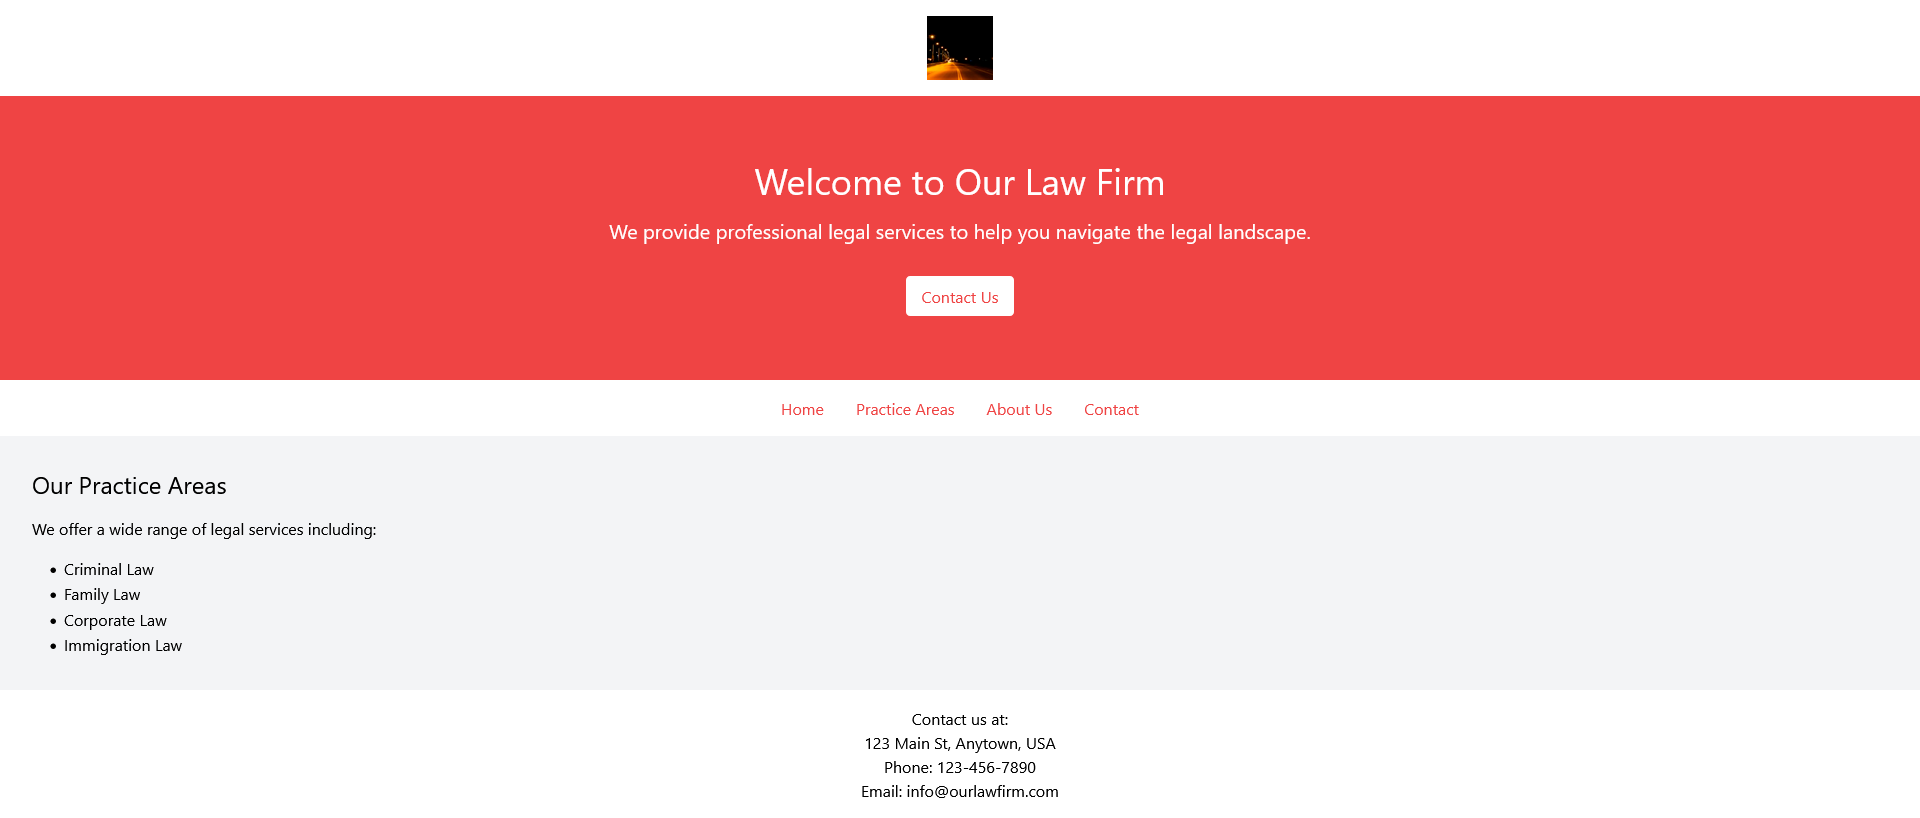 Welcome to Our Law Firm
We provide professional legal services to help you navigate the legal landscape.
Contact Us
Home Practice Areas About Us Contact
Our Practice Areas
We offer a wide range of legal services including:
• Criminal Law
• Family Law
• Corporate Law
• Immigration Law
Contact us at:
123 Main St, Anytown, USA
Phone: 123-456-7890
Email: info@ourlawfirm.com